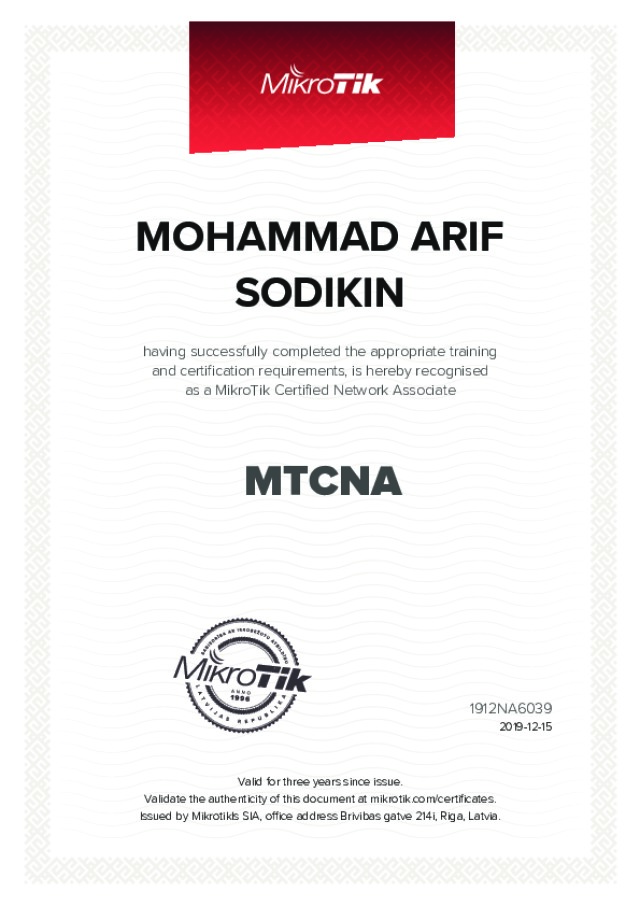 MikroTik
MOHAMMAD ARIF
SODIKIN
having successfully completed the appropriate training
and certification requirements, is hereby recognised
as a MikroTik Certified Network Associate
MTCNA
SABIEDRĪBA AR IEROBEŽOTU ATBILDĪBU
MikroTik
ANNO
1996
LATVIJAS REPUBLIKA
1912NA6039
2019-12-15
Valid for three years since issue.
Validate the authenticity of this document at mikrotik.com/certificates.
Issued by Mikrotikls SIA, office address Brivibas gatve 214i, Riga, Latvia.